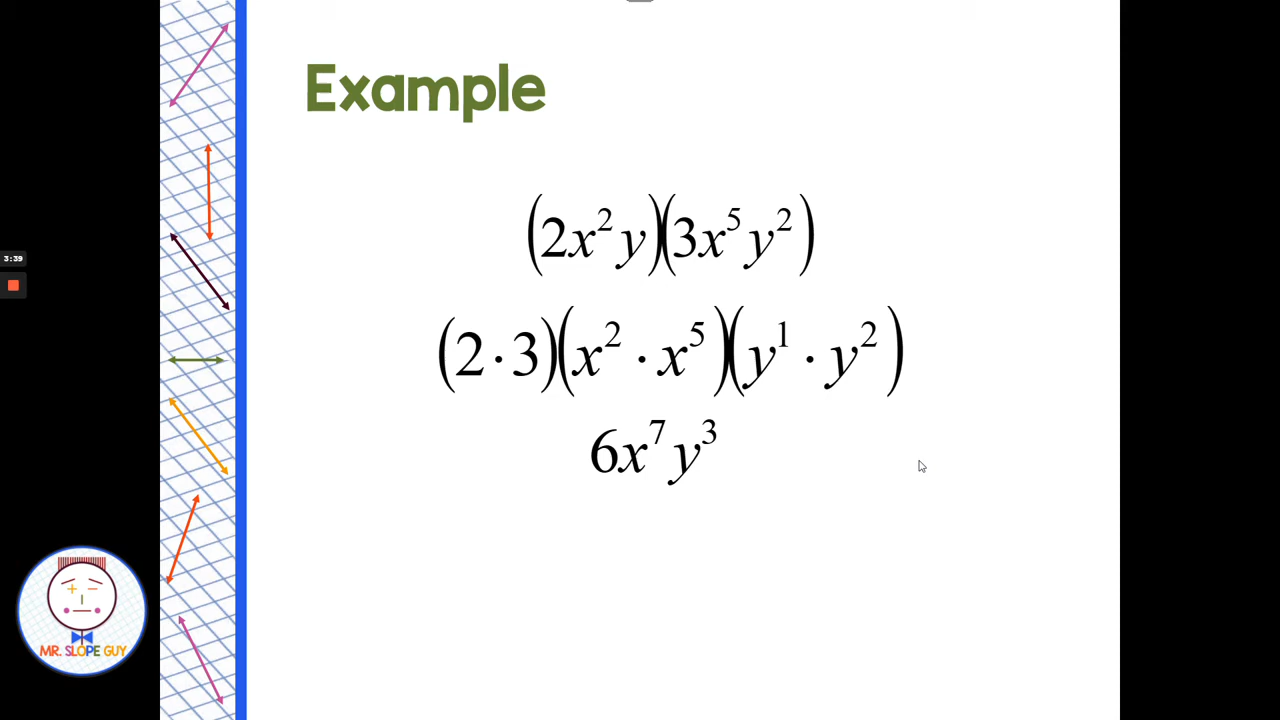 Example
(2x²y)(3x⁵y²)
(2·3)(x²·x⁵)(y¹·y²)
6x⁷y³
3:39
MR. SLOPE GUY